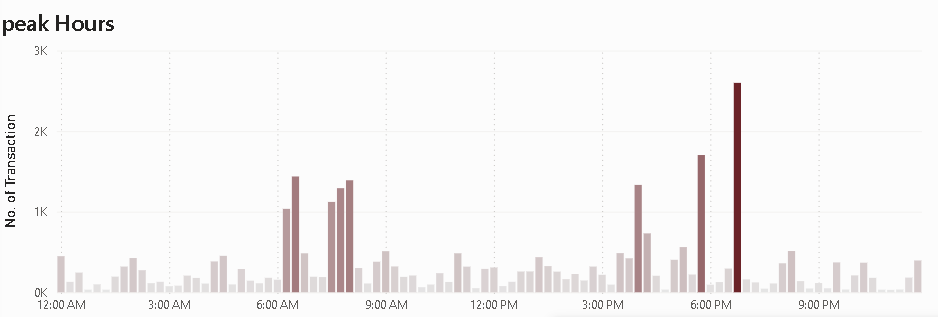 peak Hours
3K
2K
1K
0K
No. of Transaction
12:00 AM 3:00 AM 6:00 AM 9:00 AM 12:00 PM 3:00 PM 6:00 PM 9:00 PM